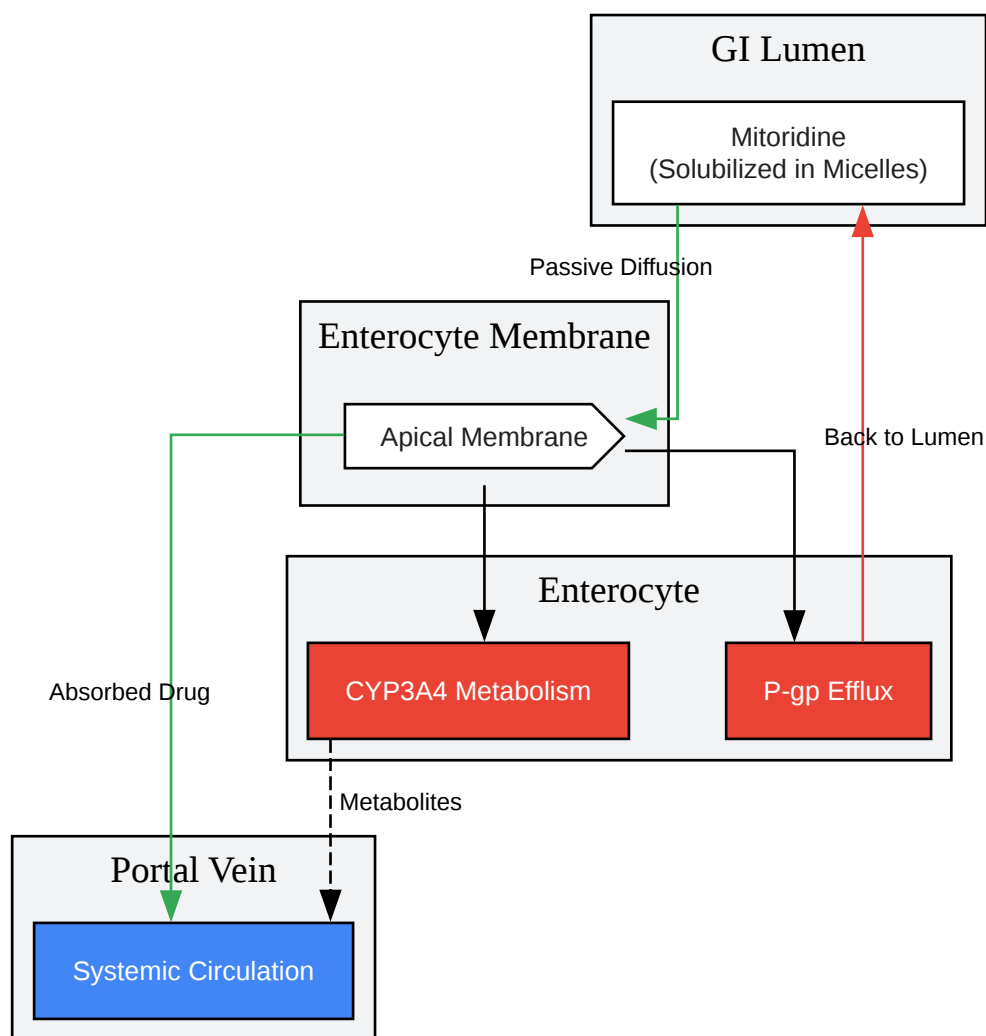 GI Lumen
Mitoridine
(Solubilized in Micelles)
Passive Diffusion
Enterocyte Membrane
Apical Membrane
Back to Lumen
Enterocyte
CYP3A4 Metabolism
P-gp Efflux
Absorbed Drug
Metabolites
Portal Vein
Systemic Circulation